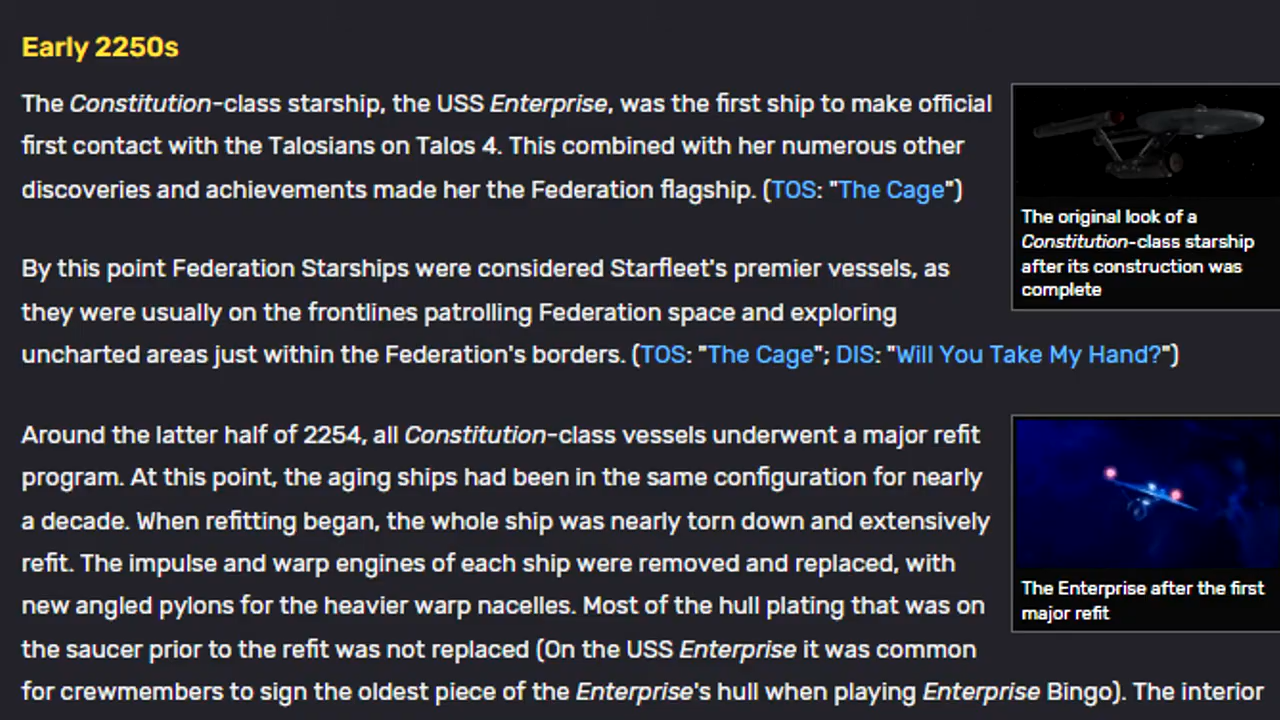 Early 2250s
The Constitution-class starship, the USS Enterprise, was the first ship to make official
first contact with the Talosians on Talos 4. This combined with her numerous other
discoveries and achievements made her the Federation flagship. (TOS: "The Cage")
The original look of a
Constitution-class starship
after its construction was
complete
By this point Federation Starships were considered Starfleet's premier vessels, as
they were usually on the frontlines patrolling Federation space and exploring
uncharted areas just within the Federation's borders. (TOS: "The Cage"; DIS: "Will You Take My Hand?")
Around the latter half of 2254, all Constitution-class vessels underwent a major refit
program. At this point, the aging ships had been in the same configuration for nearly
a decade. When refitting began, the whole ship was nearly torn down and extensively
refit. The impulse and warp engines of each ship were removed and replaced, with
new angled pylons for the heavier warp nacelles. Most of the hull plating that was on
the saucer prior to the refit was not replaced (On the USS Enterprise it was common
for crewmembers to sign the oldest piece of the Enterprise's hull when playing Enterprise Bingo). The interior
The Enterprise after the first
major refit